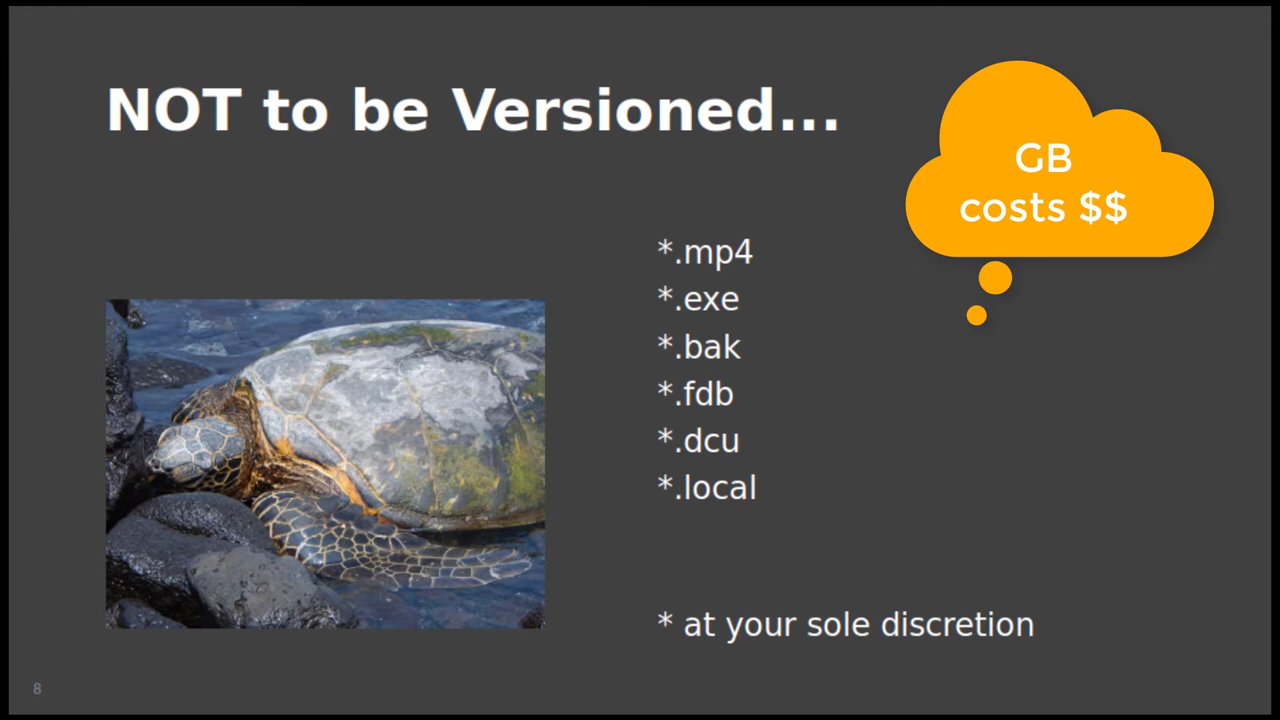 NOT to be Versioned...
GB
costs $$
*.mp4
*.exe
*.bak
*.fdb
*.dcu
*.local
* at your sole discretion
8